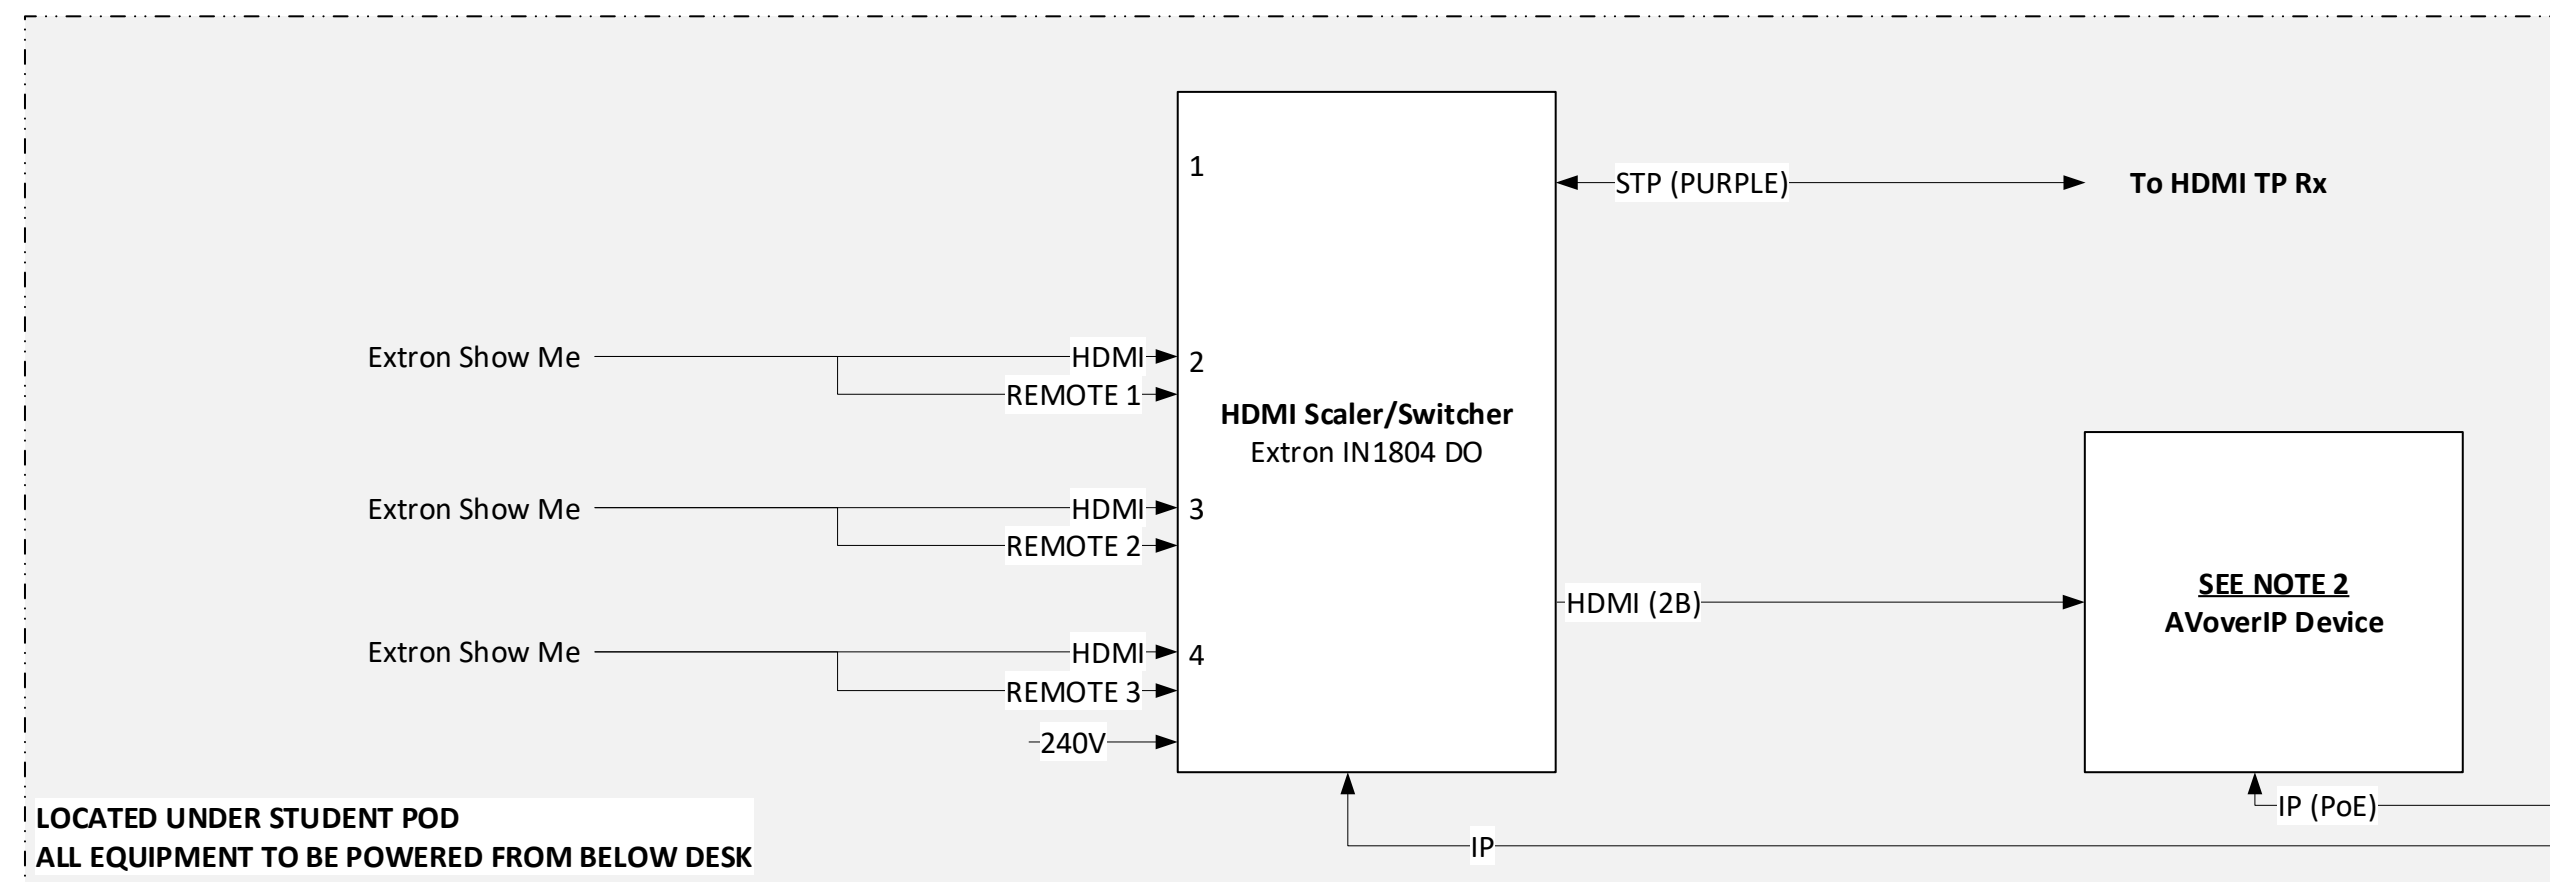 1
STP (PURPLE)
To HDMI TP Rx
Extron Show Me
HDMI
2
REMOTE 1
HDMI Scaler/Switcher
Extron IN1804 DO
Extron Show Me
HDMI
3
REMOTE 2
SEE NOTE 2
AVoverIP Device
HDMI (2B)
Extron Show Me
HDMI
4
REMOTE 3
240V
IP (PoE)
IP
LOCATED UNDER STUDENT POD
ALL EQUIPMENT TO BE POWERED FROM BELOW DESK